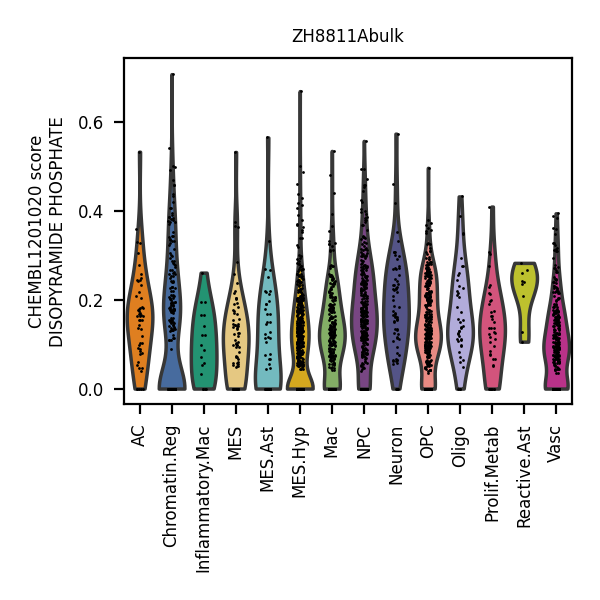 ZH8811Abulk
CHEMBL1201020 score
DISOPYRAMIDE PHOSPHATE
0.6
0.4
0.2
0.0
AC
Chromatin.Reg
Inflammatory.Mac
MES
MES.Ast
MES.Hyp
Mac
NPC
Neuron
OPC
Oligo
Prolif.Metab
Reactive.Ast
Vasc